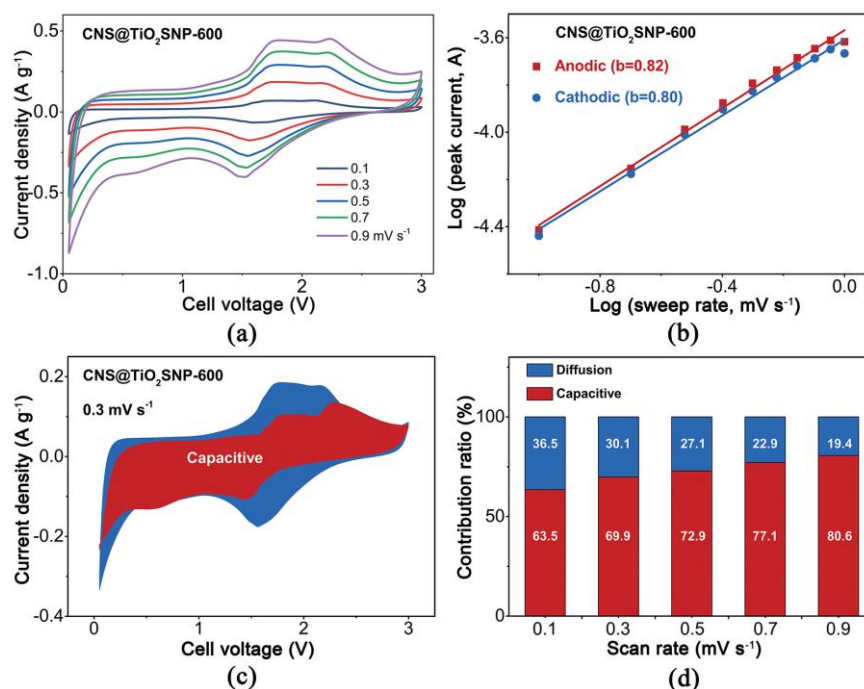 CNS@TiO₂SNP-600
0.5
0.0
-0.5
-1.0
Current density (A g⁻¹)
0.1
0.3
0.5
0.7
0.9 mV s⁻¹
0
1
2
3
Cell voltage (V)
(a)
CNS@TiO₂SNP-600
Anodic (b=0.82)
Cathodic (b=0.80)
-3.6
-4.0
-4.4
Log (peak current, A)
-0.8
-0.4
0.0
Log (sweep rate, mV s⁻¹)
(b)
CNS@TiO₂SNP-600
0.3 mV s⁻¹
Capacitive
0.2
0.0
-0.2
-0.4
Current density (A g⁻¹)
0
1
2
3
Cell voltage (V)
(c)
Diffusion
Capacitive
100
50
0
Contribution ratio (%)
36.5
30.1
27.1
22.9
19.4
63.5
69.9
72.9
77.1
80.6
0.1
0.3
0.5
0.7
0.9
Scan rate (mV s⁻¹)
(d)